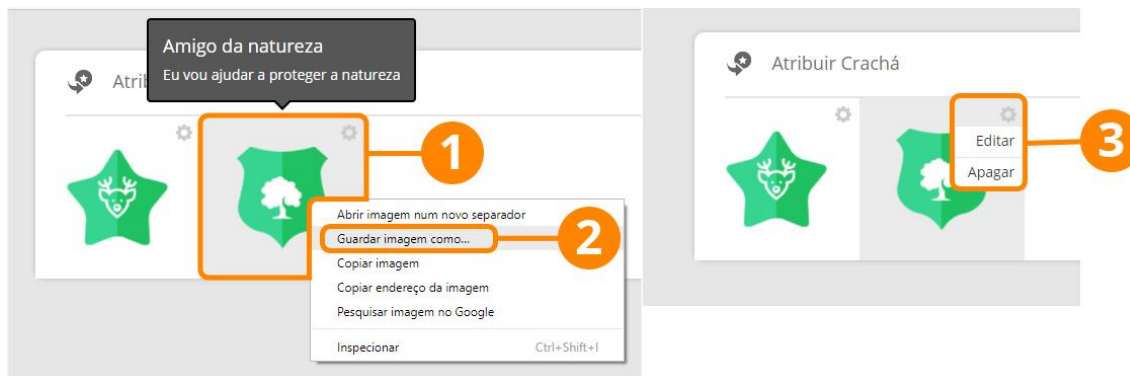 Amigo da natureza
Eu vou ajudar a proteger a natureza
Atrib
1
Abrir imagem num novo separador
Guardar imagem como...
2
Copiar imagem
Copiar endereço da imagem
Pesquisar imagem no Google
Inspecionar Ctrl+Shift+I
Atribuir Crachá
Editar
3
Apagar